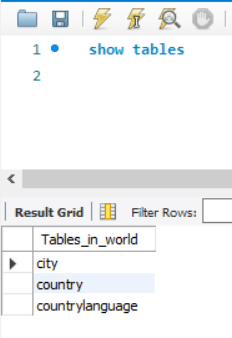 1 show tables
2
Result Grid Filter Rows:
Tables_in_world
city
country
countrylanguage